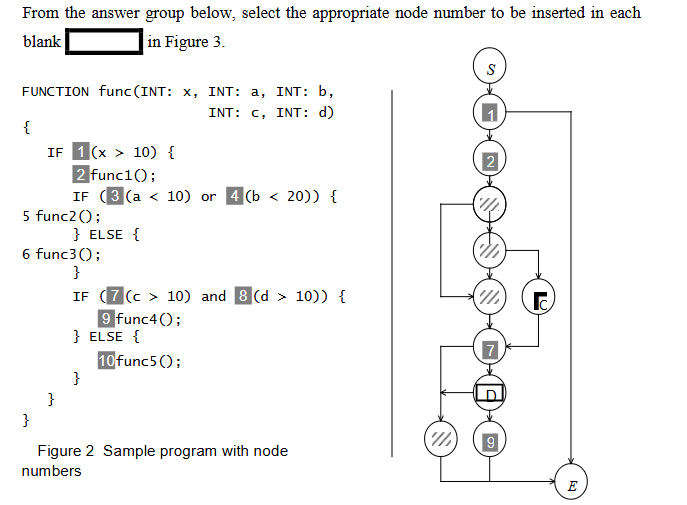 From the answer group below, select the appropriate node number to be inserted in each
blank in Figure 3.
FUNCTION func(INT: x, INT: a, INT: b,
INT: c, INT: d)
{
IF 1 (x > 10) {
2 func1();
IF (3 (a < 10) or 4 (b < 20)) {
5 func2();
} ELSE {
6 func3();
}
IF (7 (c > 10) and 8 (d > 10)) {
9 func4();
} ELSE {
10 func5();
}
}
}
Figure 2 Sample program with node
numbers
S
1
2
C
7
D
9
E